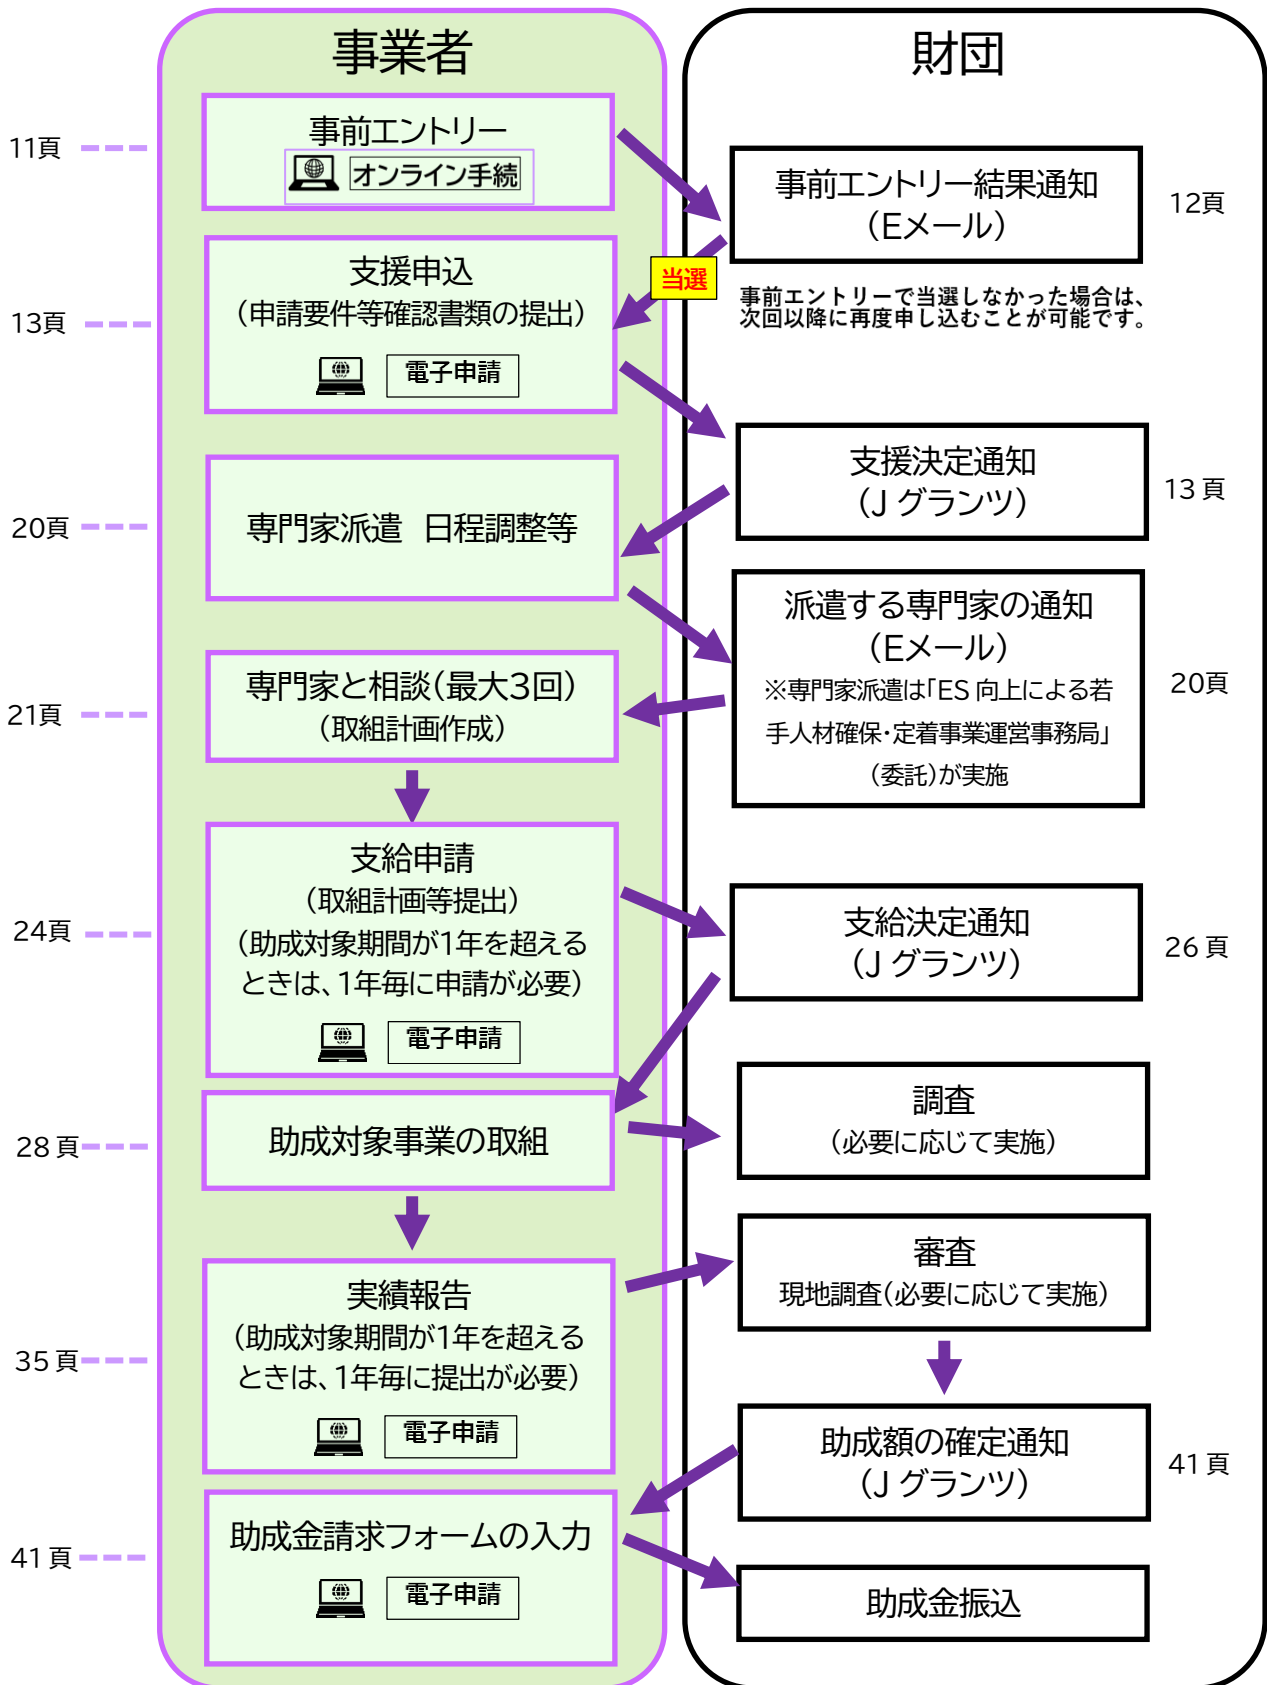 事業者
財団
11頁
事前エントリー
オンライン手続
事前エントリー結果通知
（Eメール）
12頁
当選
事前エントリーで当選しなかった場合は、
次回以降に再度申し込むことが可能です。
13頁
支援申込
（申請要件等確認書類の提出）
電子申請
支援決定通知
（J グランツ）
13 頁
20頁
専門家派遣　日程調整等
派遣する専門家の通知
（Eメール）
※専門家派遣は「ES 向上による若
手人材確保・定着事業運営事務局」
（委託）が実施
20頁
21頁
専門家と相談（最大3回）
（取組計画作成）
24頁
支給申請
（取組計画等提出）
（助成対象期間が1年を超える
ときは、1年毎に申請が必要）
電子申請
支給決定通知
（J グランツ）
26 頁
28 頁
助成対象事業の取組
調査
（必要に応じて実施）
35 頁
実績報告
（助成対象期間が1年を超える
ときは、1年毎に提出が必要）
電子申請
審査
現地調査（必要に応じて実施）
助成額の確定通知
（J グランツ）
41 頁
41 頁
助成金請求フォームの入力
電子申請
助成金振込